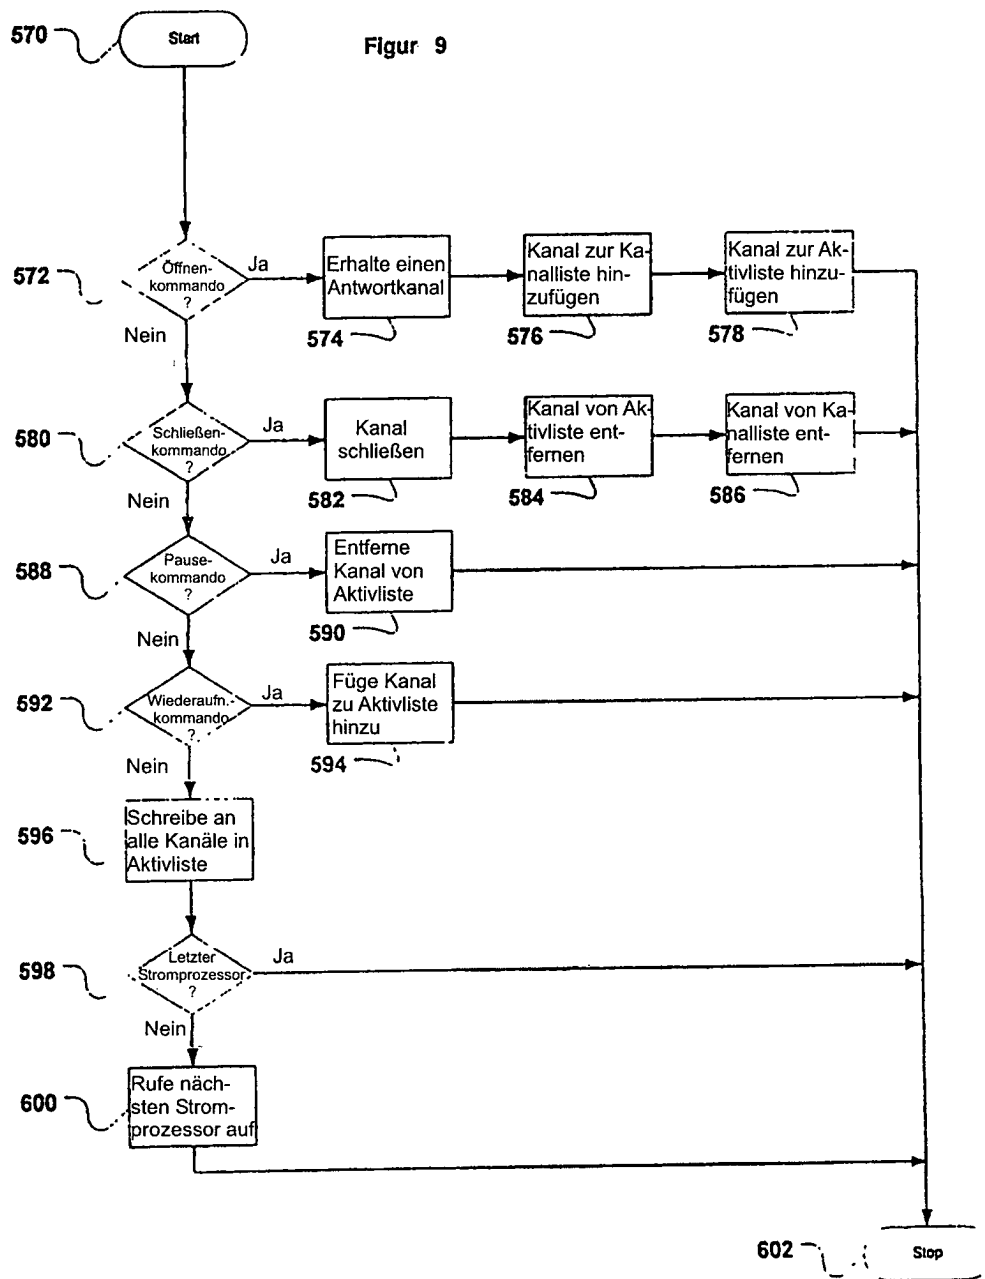 570
Start
Figur 9
572
Öffnen-
kommando
?
Ja
Erhalte einen
Antwortkanal
574
Kanal zur Ka-
nalliste hin-
zufügen
576
Kanal zur Ak-
tivliste hinzu-
fügen
578
Nein
580
Schließen-
kommando
?
Ja
Kanal
schließen
582
Kanal von Ak-
tivliste ent-
fernen
584
Kanal von Ka-
nalliste ent-
fernen
586
Nein
588
Pause-
kommando
?
Ja
Entferne
Kanal von
Aktivliste
590
Nein
592
Wiederaufn.-
kommando
?
Ja
Füge Kanal
zu Aktivliste
hinzu
594
Nein
596
Schreibe an
alle Kanäle in
Aktivliste
598
Letzter
Stromprozessor
?
Ja
Nein
600
Rufe näch-
sten Strom-
prozessor auf
602
Stop